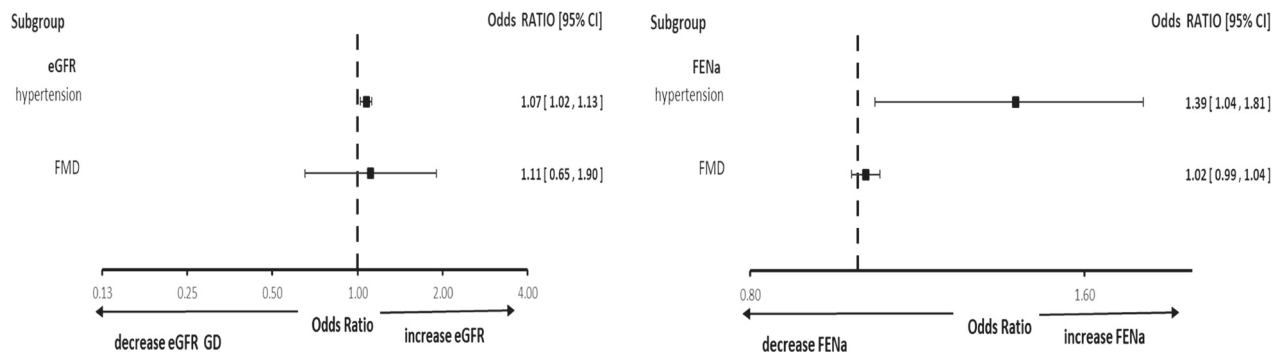 Subgroup Odds RATIO [95% CI]
eGFR
hypertension 1.07 [ 1.02 , 1.13 ]
FMD 1.11 [ 0.65 , 1.90 ]
0.13 0.25 0.50 1.00 2.00 4.00
Odds Ratio
decrease eGFR GD increase eGFR
Subgroup Odds RATIO [95% CI]
FENa
hypertension 1.39 [ 1.04 , 1.81 ]
FMD 1.02 [ 0.99 , 1.04 ]
0.80 1.60
Odds Ratio
decrease FENa increase FENa